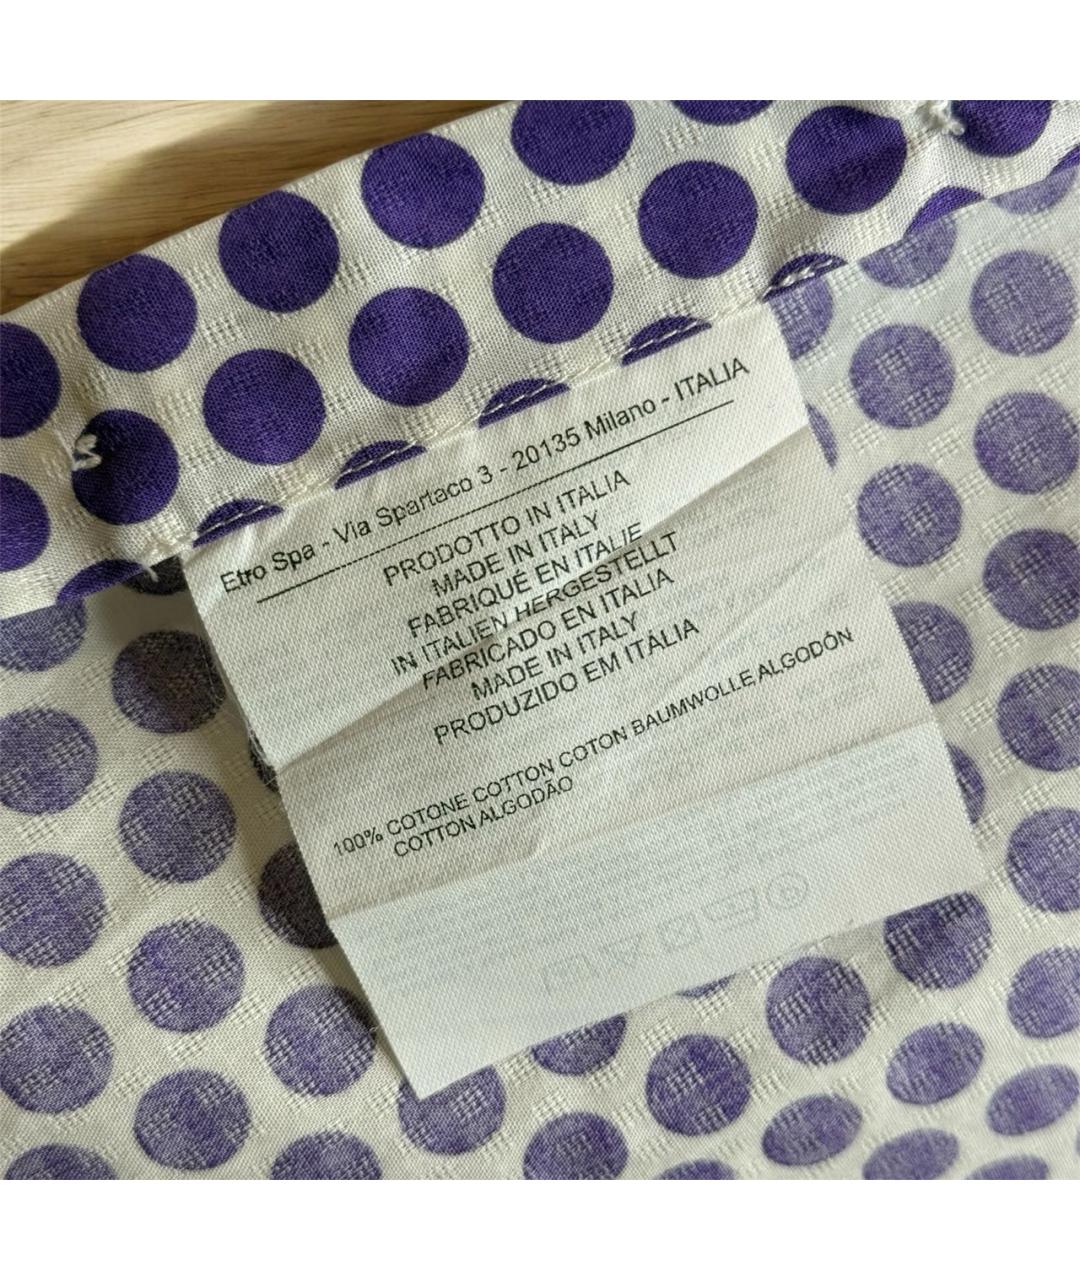 Etro Spa - Via Spartaco 3 - 20135 Milano - ITALIA
PRODOTTO IN ITALIA
MADE IN ITALY
FABRIQUÉ EN ITALIE
IN ITALIEN HERGESTELLT
FABRICADO EN ITALIA
MADE IN ITALY
PRODUZIDO EM ITÁLIA
100% COTONE COTTON COTON BAUMWOLLE ALGODÓN
COTTON ALGODÃO